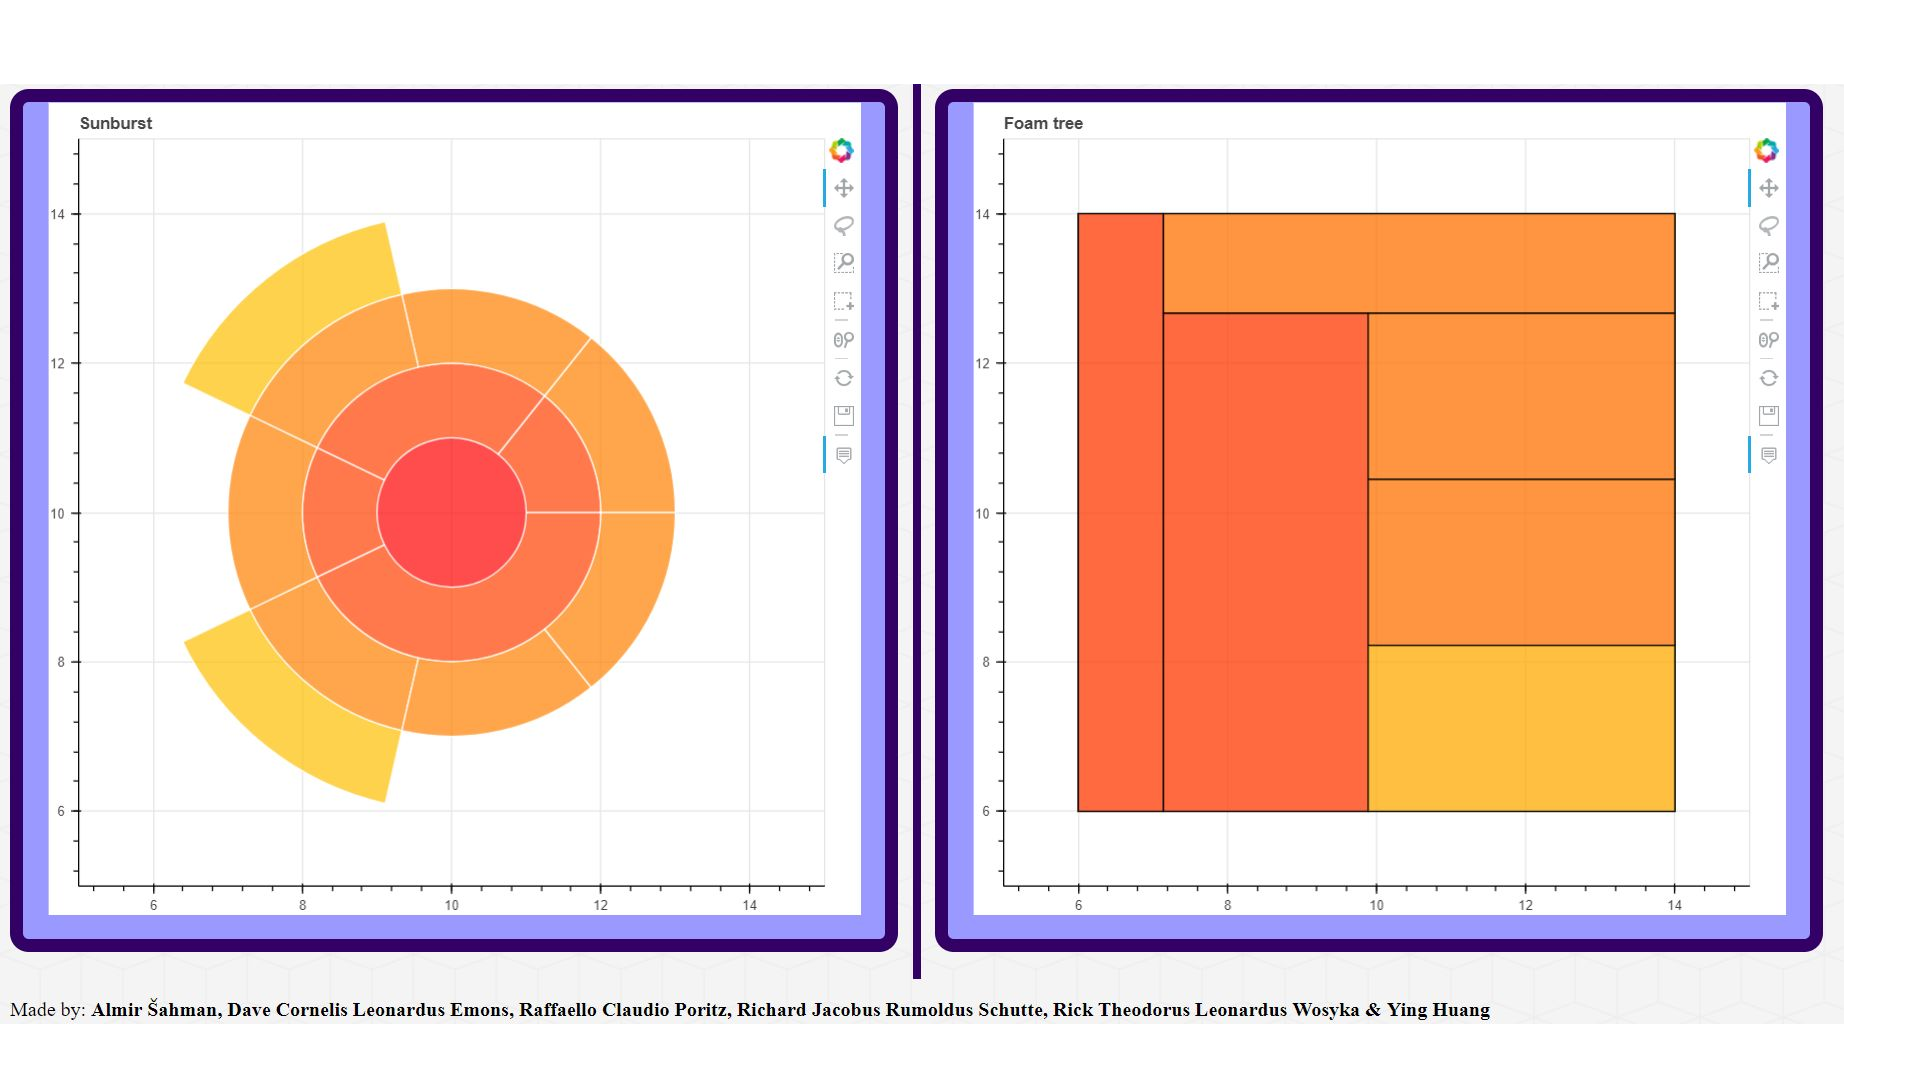 Sunburst
14
12
10
8
6
6 8 10 12 14
Foam tree
14
12
10
8
6
6 8 10 12 14
Made by: Almir Šahman, Dave Cornelis Leonardus Emons, Raffaello Claudio Poritz, Richard Jacobus Rumoldus Schutte, Rick Theodorus Leonardus Wosyka & Ying Huang